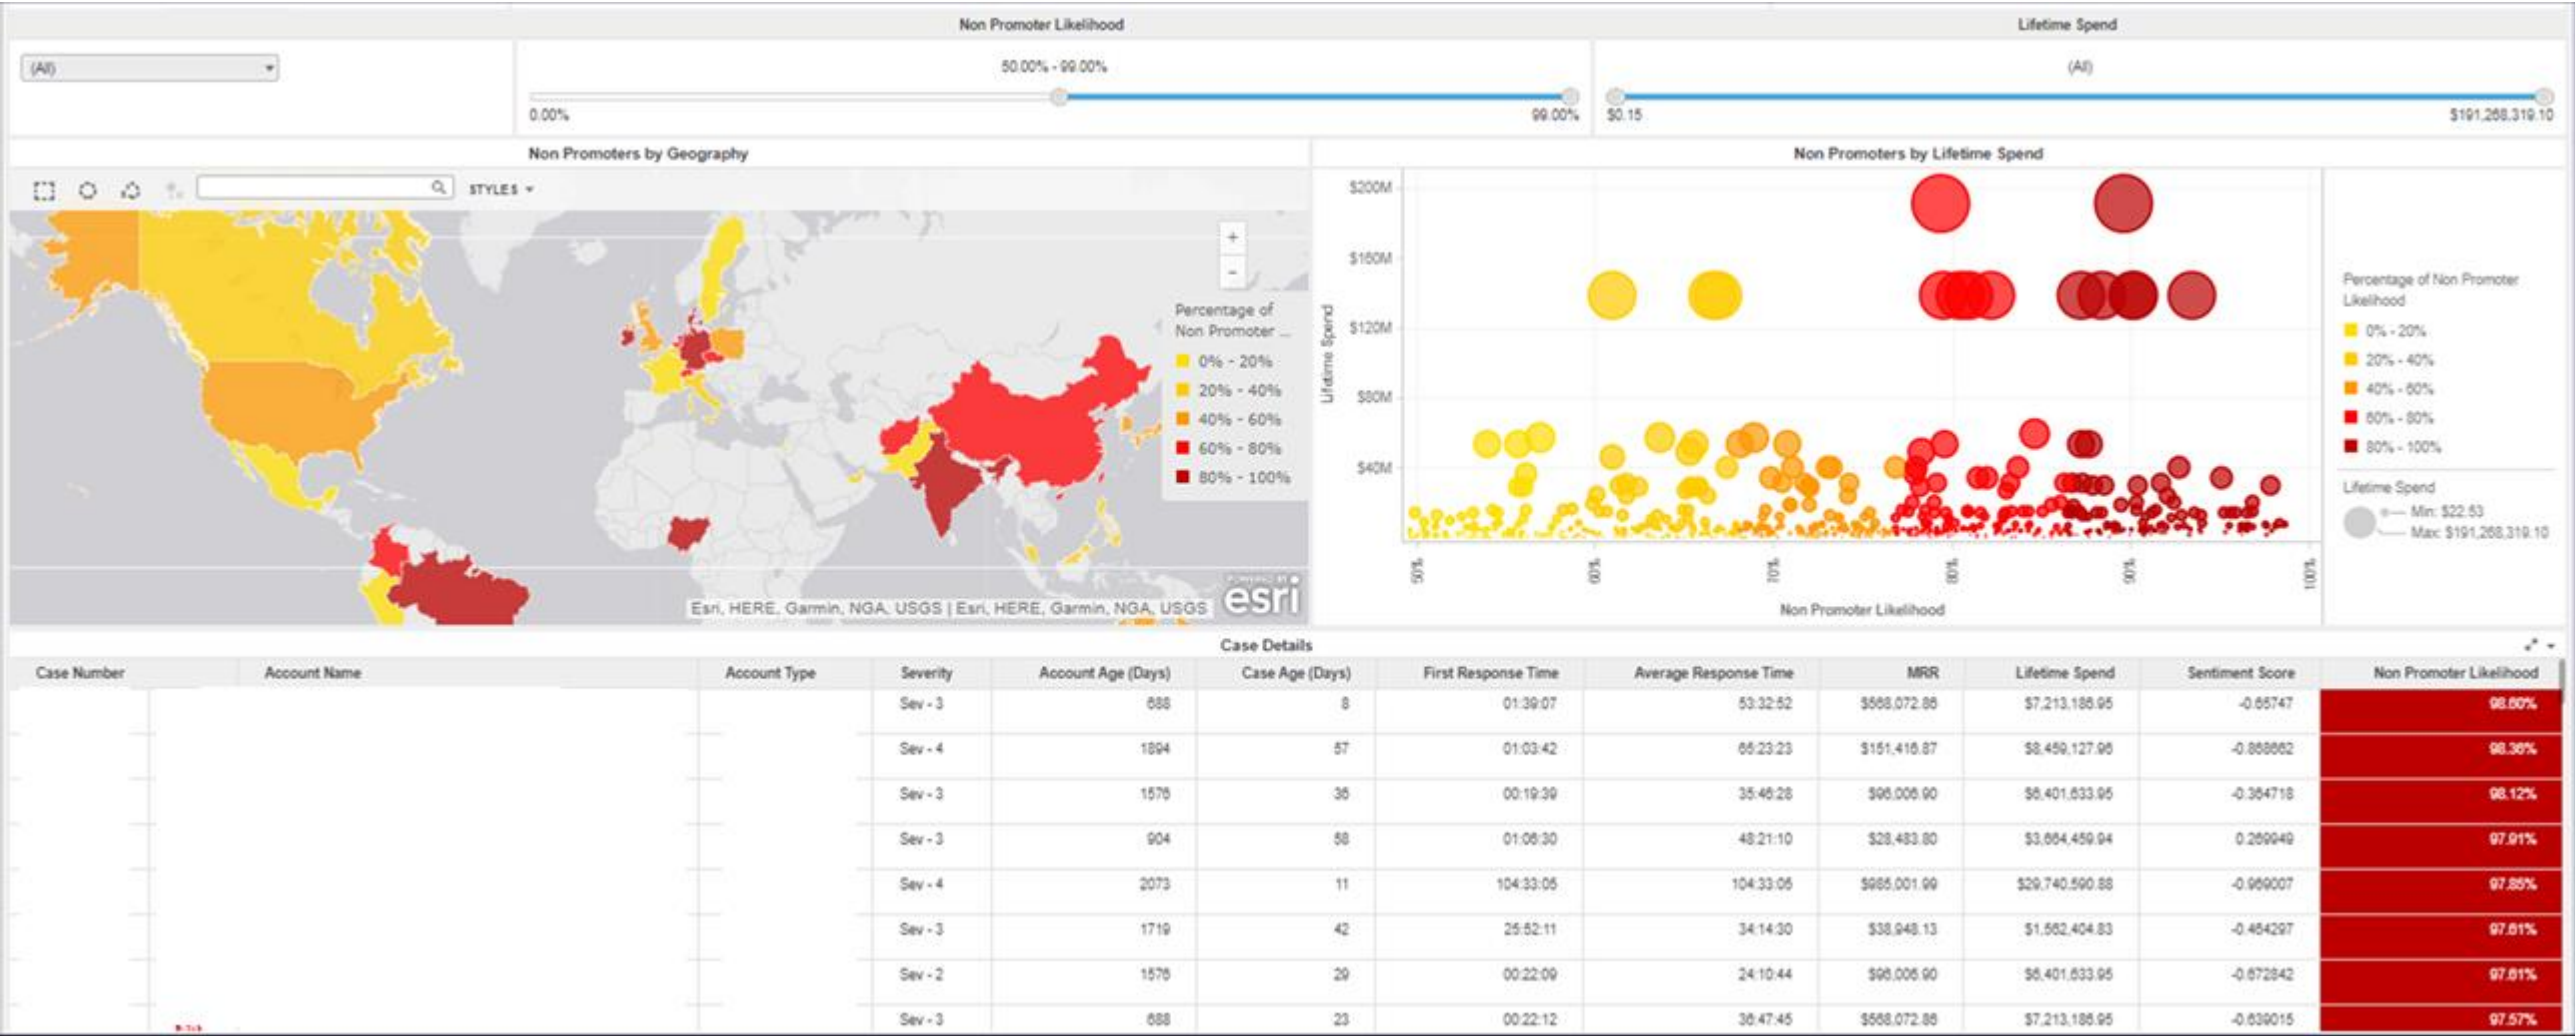 Non Promoter Likelihood
Lifetime Spend
(All)
50.00% - 99.00%
(All)
0.00%
99.00%
$0.15
$191,268,319.10
Non Promoters by Geography
Non Promoters by Lifetime Spend
STYLES
+
-
Percentage of
Non Promoter ...
0% - 20%
20% - 40%
40% - 60%
60% - 80%
80% - 100%
Esri, HERE, Garmin, NGA, USGS | Esri, HERE, Garmin, NGA, USGS
POWERED BY
esri
Lifetime Spend
$200M
$160M
$120M
$80M
$40M
50%
60%
70%
80%
90%
100%
Non Promoter Likelihood
Percentage of Non Promoter
Likelihood
0% - 20%
20% - 40%
40% - 60%
60% - 80%
80% - 100%
Lifetime Spend
Min: $22.53
Max: $191,268,319.10
Case Details
Case Number Account Name Account Type Severity Account Age (Days) Case Age (Days) First Response Time Average Response Time MRR Lifetime Spend Sentiment Score Non Promoter Likelihood
Sev - 3 688 8 01:39:07 53:32:52 $568,072.86 $7,213,186.95 -0.65747 98.60%
Sev - 4 1894 57 01:03:42 $151,416.87 $8,459,127.96 98.36%
Sev - 3 1576 36 00:19:39 35:46:28 $96,006.90 $6,401,633.95 -0.364718 98.12%
Sev - 3 904 58 01:06:30 48:21:10 $28,483.80 $3,664,459.94 0.269949 97.91%
Sev - 4 2073 11 104:33:05 104:33:05 $985,001.99 $29,740,590.88 -0.969007 97.85%
Sev - 3 1719 42 25:52:11 34:14:30 $38,948.13 $1,562,404.83 -0.464297 97.61%
Sev - 2 1576 29 00:22:09 24:10:44 $96,006.90 $6,401,633.95 -0.672842 97.61%
Sev - 3 688 23 00:22:12 36:47:45 $568,072.86 $7,213,186.95 -0.639015 97.57%